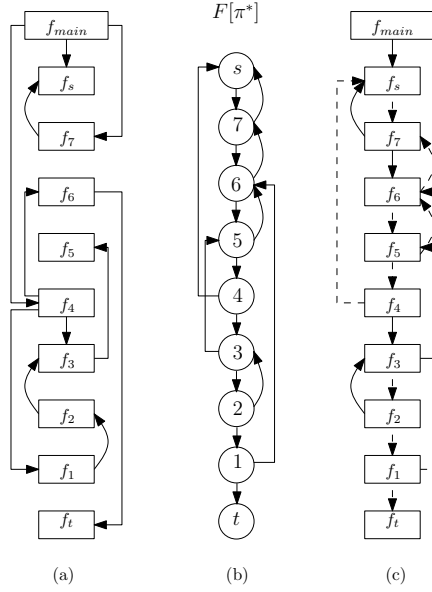 f_main
f_s
f_7
f_6
f_5
f_4
f_3
f_2
f_1
f_t
(a)
F[π*]
s
7
6
5
4
3
2
1
t
(b)
f_main
f_s
f_7
f_6
f_5
f_4
f_3
f_2
f_1
f_t
(c)